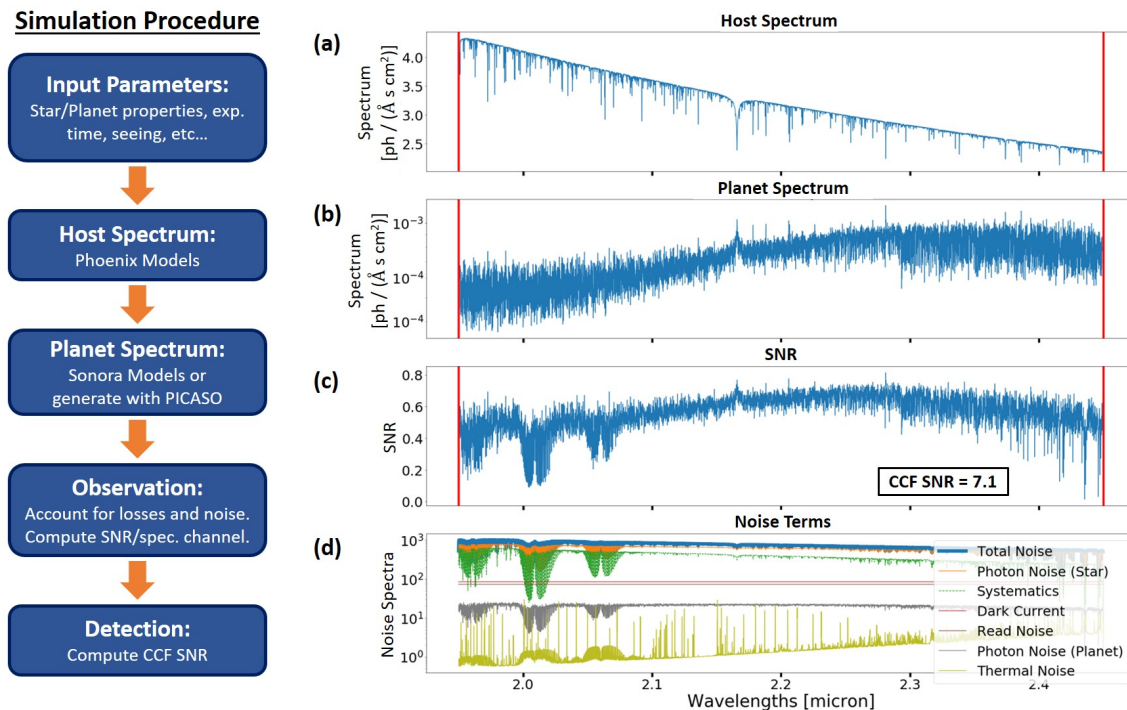 Simulation Procedure
Input Parameters:
Star/Planet properties, exp.
time, seeing, etc...
Host Spectrum:
Phoenix Models
Planet Spectrum:
Sonora Models or
generate with PICASO
Observation:
Account for losses and noise.
Compute SNR/spec. channel.
Detection:
Compute CCF SNR
(a)
Host Spectrum
Spectrum
[ph / (Å s cm²)]
4.0
3.5
3.0
2.5
(b)
Planet Spectrum
Spectrum
[ph / (Å s cm²)]
10⁻³
10⁻⁴
10⁻⁴
(c)
SNR
SNR
0.8
0.6
0.4
0.2
0.0
CCF SNR = 7.1
(d)
Noise Terms
Noise Spectra
10³
10²
10¹
10⁰
Total Noise
Photon Noise (Star)
Systematics
Dark Current
Read Noise
Photon Noise (Planet)
Thermal Noise
2.0
2.1
2.2
2.3
2.4
Wavelengths [micron]